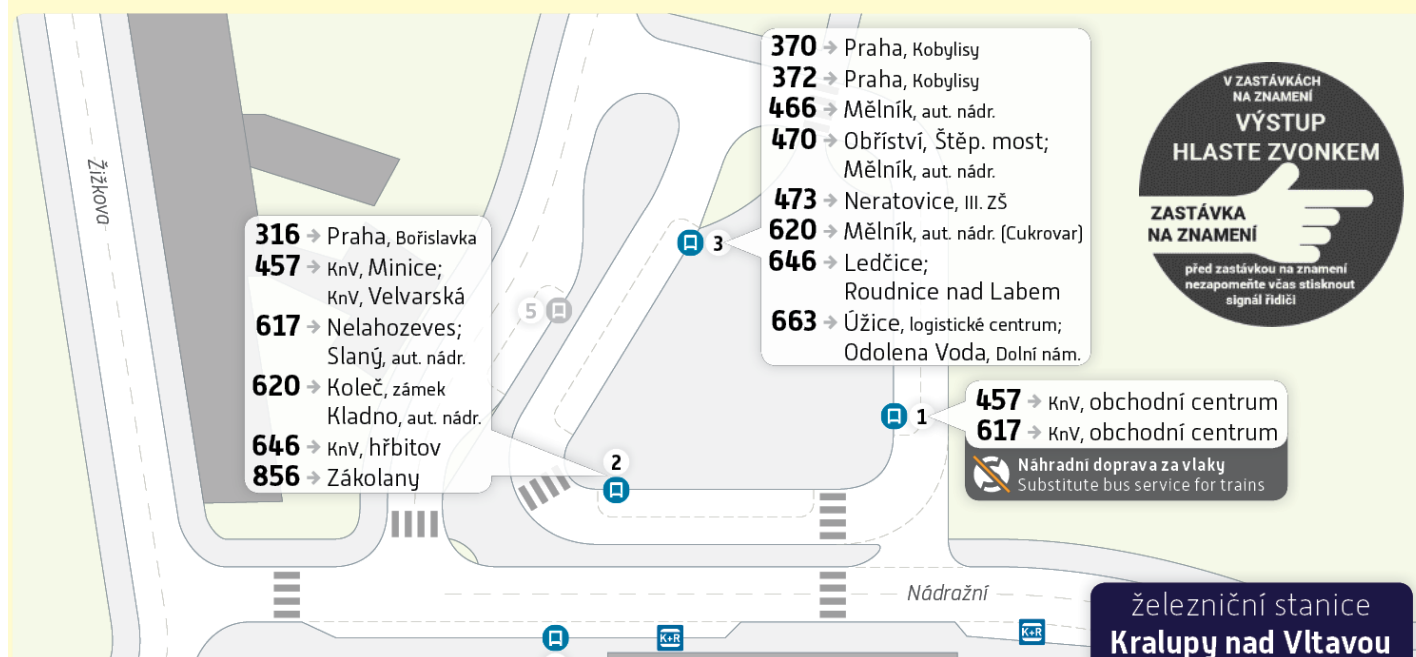 Žižkova
316 → Praha, Bořislavka
457 → KnV, Minice;
KnV, Velvarská
617 → Nelahozeves;
Slaný, aut. nádr.
620 → Koleč, zámek
Kladno, aut. nádr.
646 → KnV, hřbitov
856 → Zákolany
5
2
370 → Praha, Kobylisy
372 → Praha, Kobylisy
466 → Mělník, aut. nádr.
470 → Obříství, Štěp. most;
Mělník, aut. nádr.
473 → Neratovice, III. ZŠ
620 → Mělník, aut. nádr. (Cukrovar)
646 → Ledčice;
Roudnice nad Labem
663 → Úžice, logistické centrum;
Odolena Voda, Dolní nám.
3
V ZASTÁVKÁCH
NA ZNAMENÍ
VÝSTUP
HLASTE ZVONKEM
ZASTÁVKA
NA ZNAMENÍ
před zastávkou na znamení
nezapomeňte včas stisknout
signál řidiči
1
457 → KnV, obchodní centrum
617 → KnV, obchodní centrum
Náhradní doprava za vlaky
Substitute bus service for trains
Nádražní
K+R
K+R
železniční stanice
Kralupy nad Vltavou